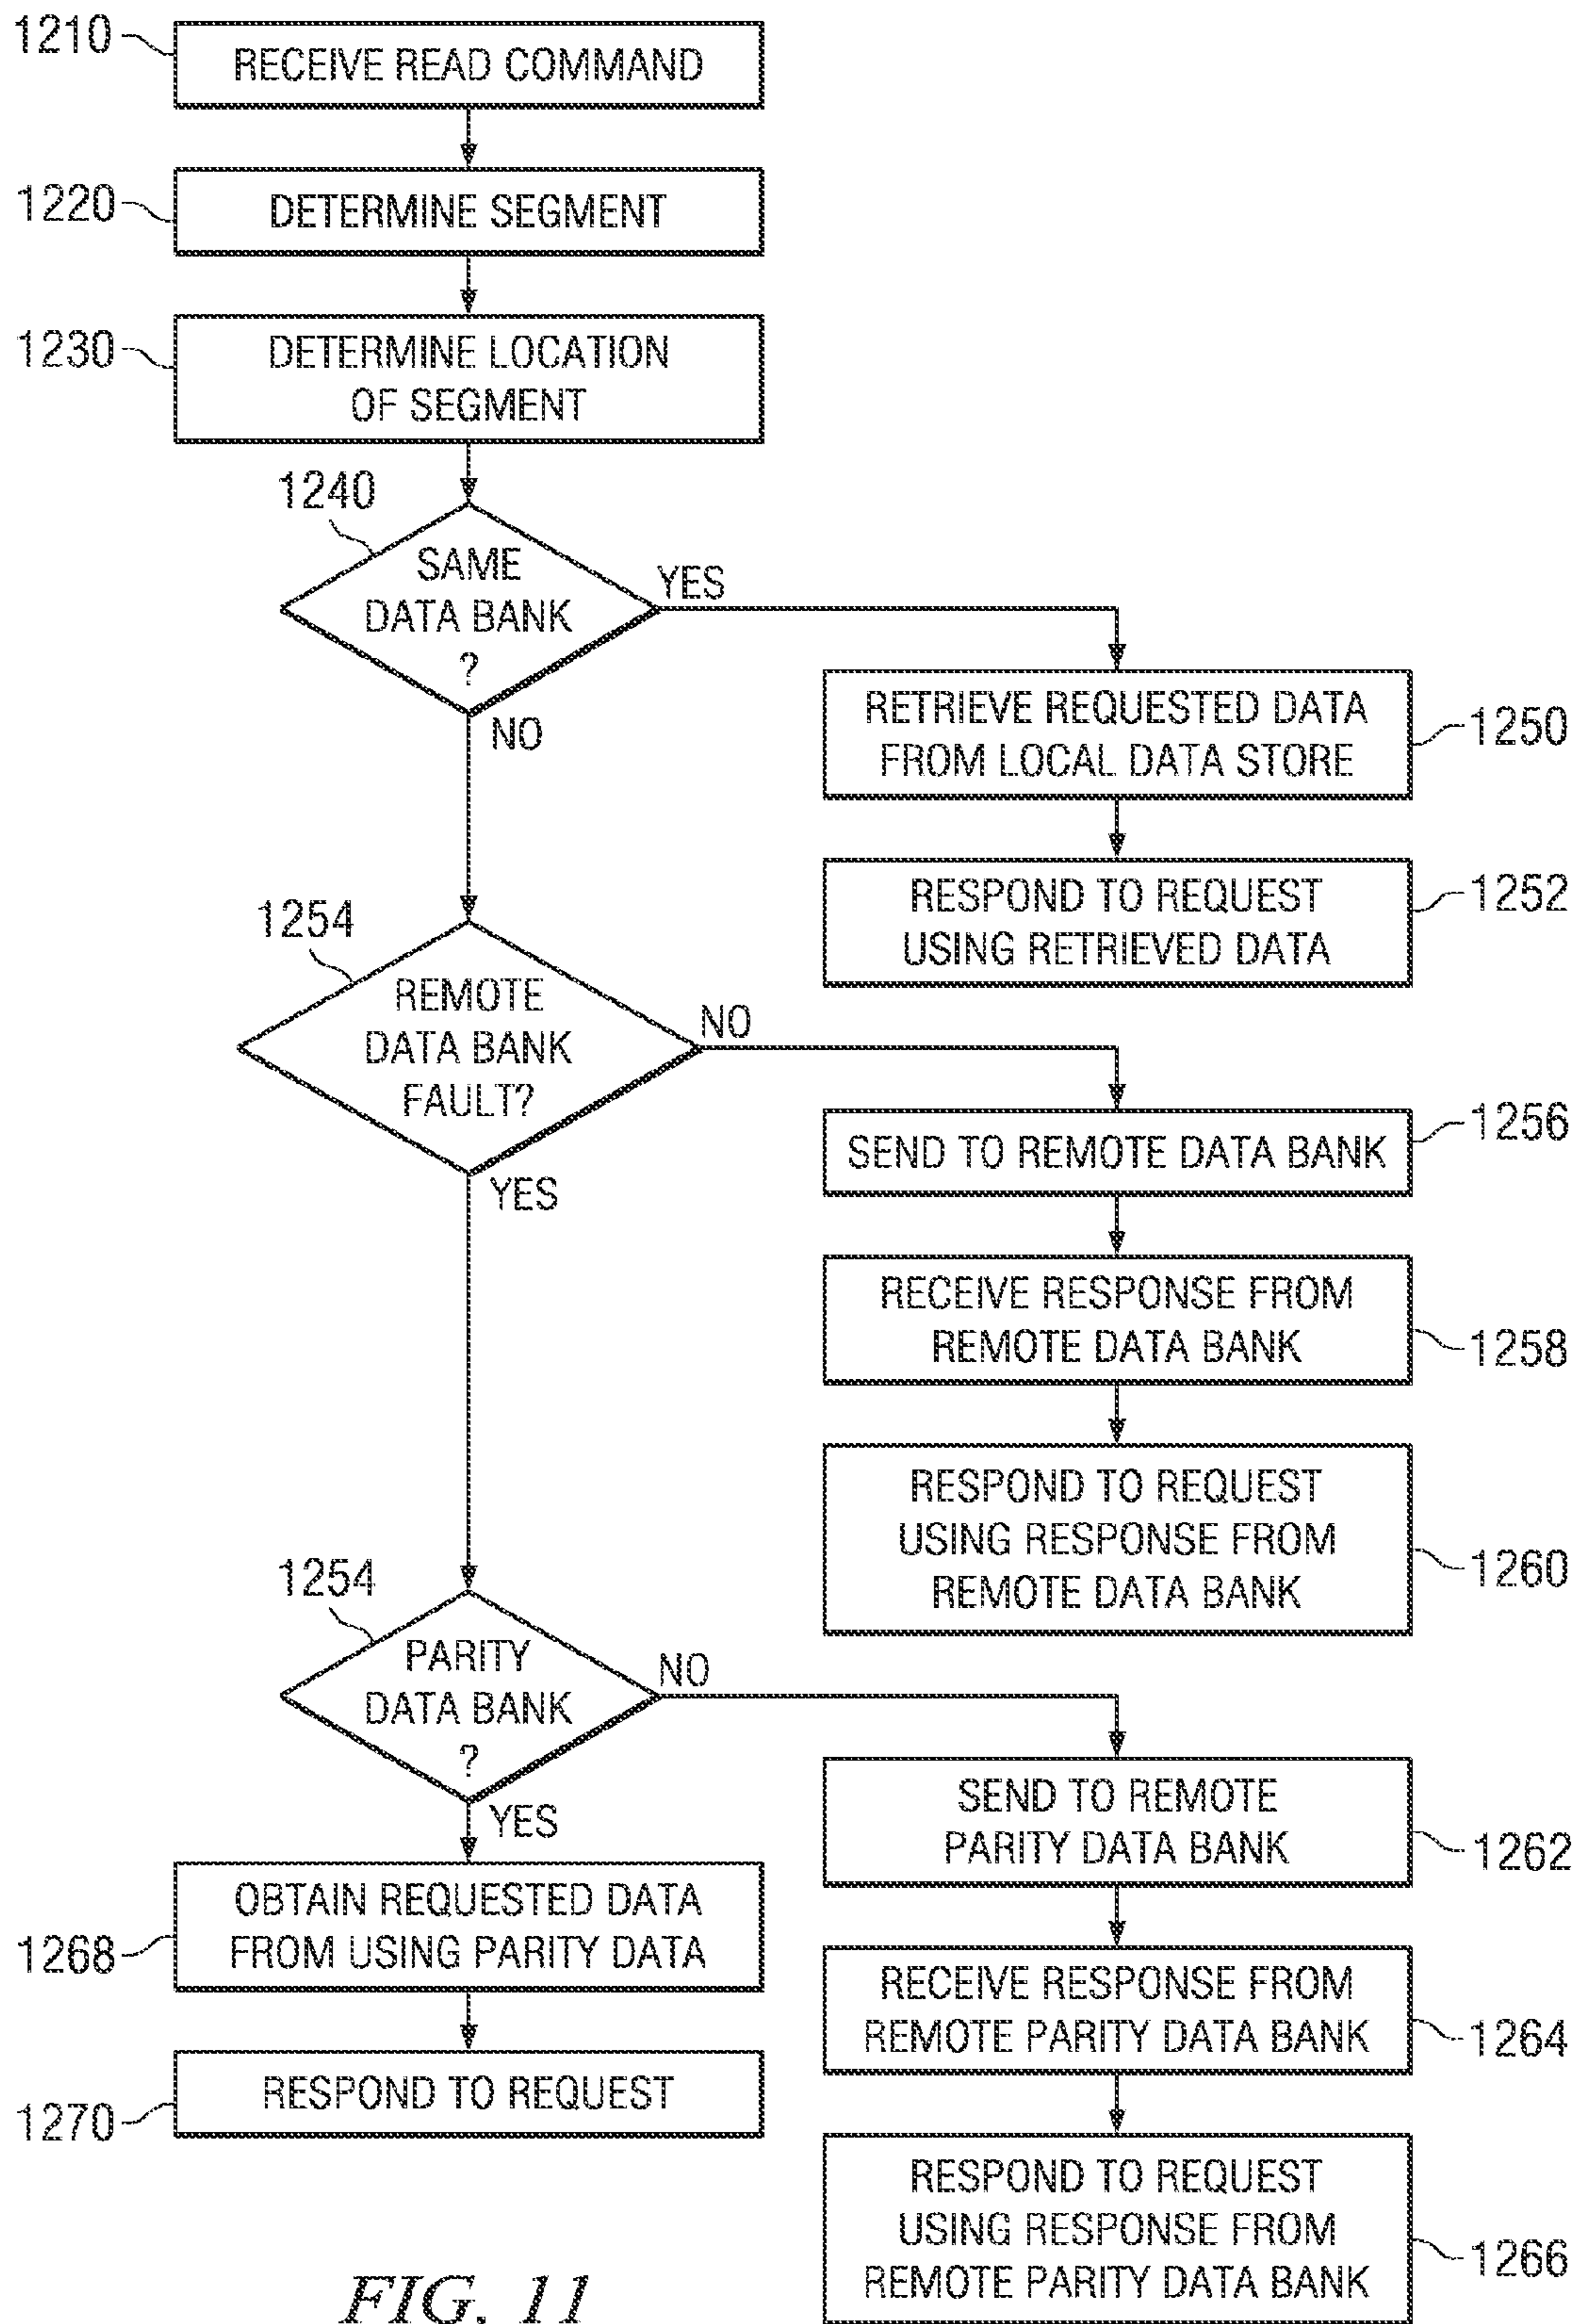 1210
RECEIVE READ COMMAND
1220
DETERMINE SEGMENT
1230
DETERMINE LOCATION
OF SEGMENT
1240
SAME
DATA BANK
?
YES
NO
RETRIEVE REQUESTED DATA
FROM LOCAL DATA STORE
1250
RESPOND TO REQUEST
USING RETRIEVED DATA
1252
1254
REMOTE
DATA BANK
FAULT?
NO
YES
SEND TO REMOTE DATA BANK
1256
RECEIVE RESPONSE FROM
REMOTE DATA BANK
1258
RESPOND TO REQUEST
USING RESPONSE FROM
REMOTE DATA BANK
1260
1254
PARITY
DATA BANK
?
NO
YES
SEND TO REMOTE
PARITY DATA BANK
1262
OBTAIN REQUESTED DATA
FROM USING PARITY DATA
1268
RECEIVE RESPONSE FROM
REMOTE PARITY DATA BANK
1264
RESPOND TO REQUEST
1270
RESPOND TO REQUEST
USING RESPONSE FROM
REMOTE PARITY DATA BANK
1266
FIG. 11